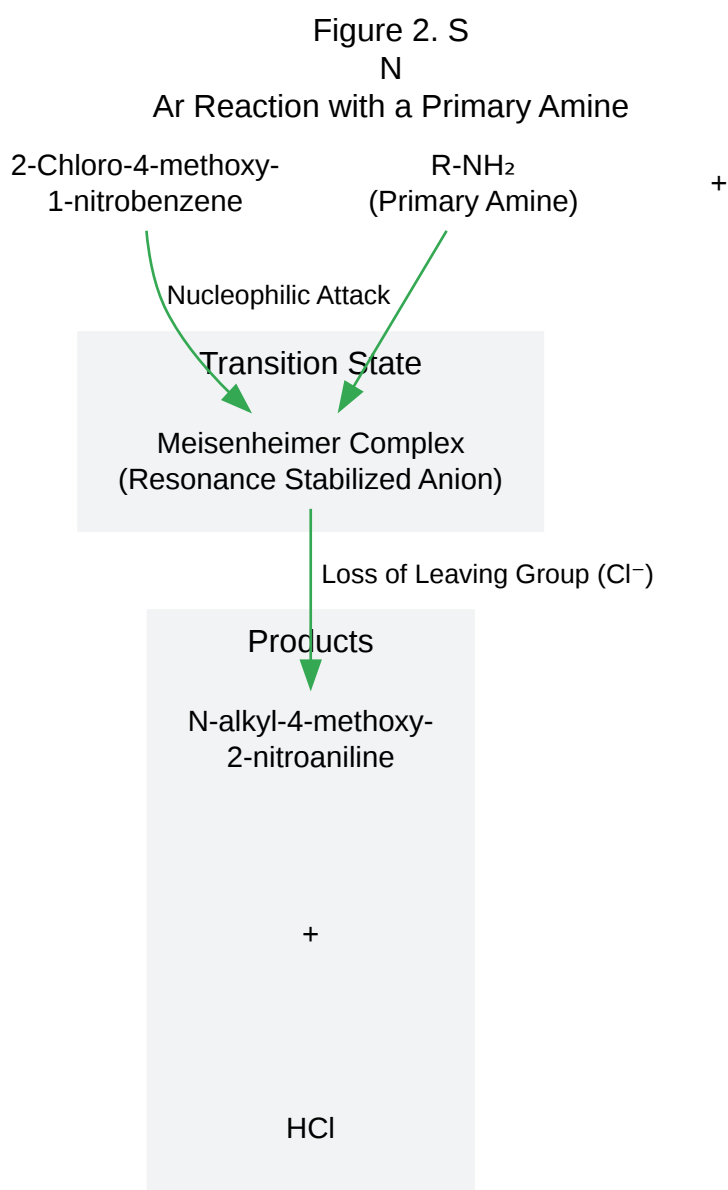 Figure 2. S
N
Ar Reaction with a Primary Amine
2-Chloro-4-methoxy-
1-nitrobenzene
R-NH₂
(Primary Amine)
+
Nucleophilic Attack
Transition State
Meisenheimer Complex
(Resonance Stabilized Anion)
Loss of Leaving Group (Cl⁻)
Products
N-alkyl-4-methoxy-
2-nitroaniline
+
HCl